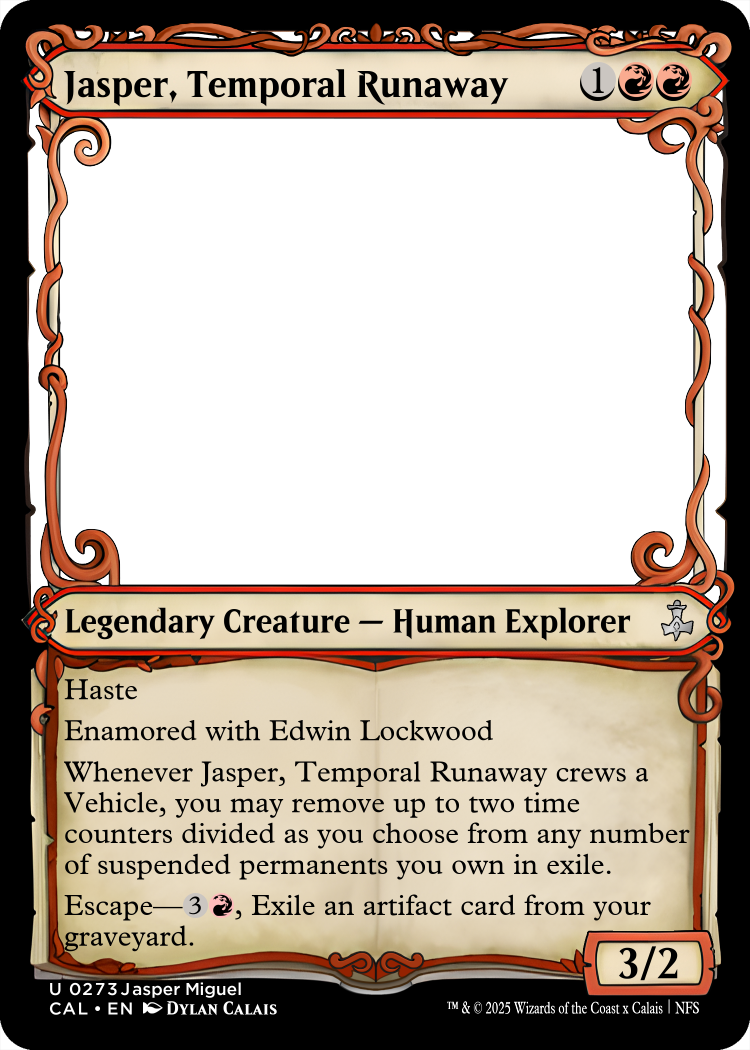 Jasper, Temporal Runaway 1
Legendary Creature — Human Explorer
Haste
Enamored with Edwin Lockwood
Whenever Jasper, Temporal Runaway crews a
Vehicle, you may remove up to two time
counters divided as you choose from any number
of suspended permanents you own in exile.
Escape—3, Exile an artifact card from your
graveyard.
3/2
U 0273 Jasper Miguel
CAL • EN Dylan Calais
™ & © 2025 Wizards of the Coast x Calais | NFS